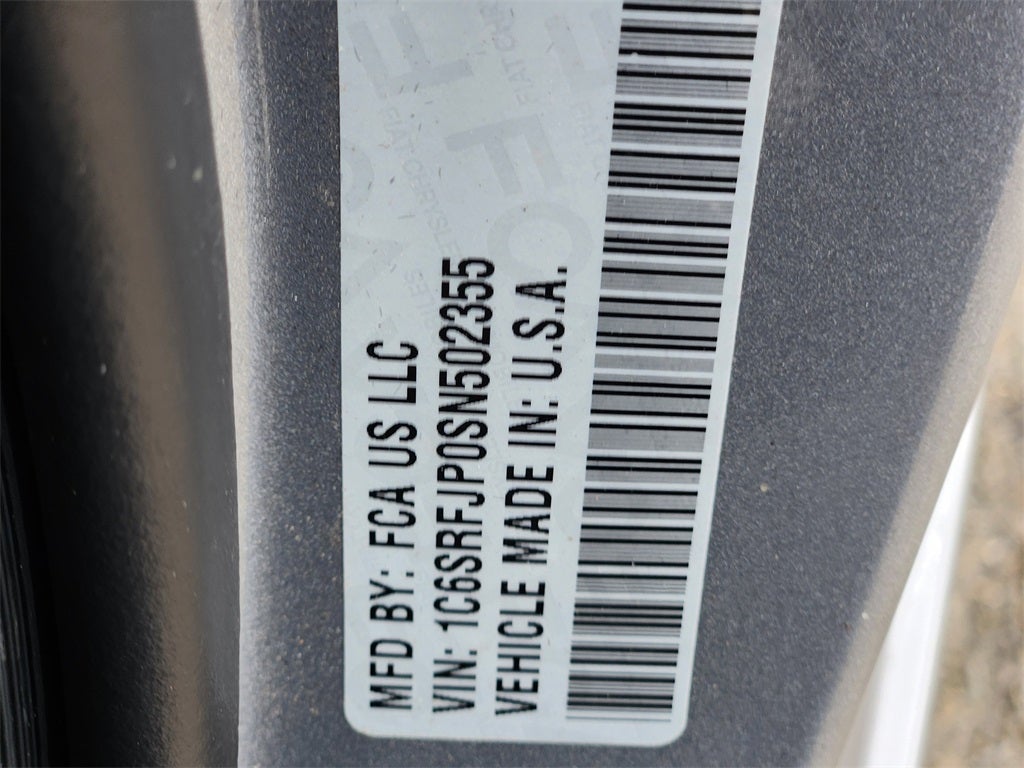 MFD BY: FCA US LLC
VIN: 1C6SRFJP0SN502355
VEHICLE MADE IN: U.S.A.